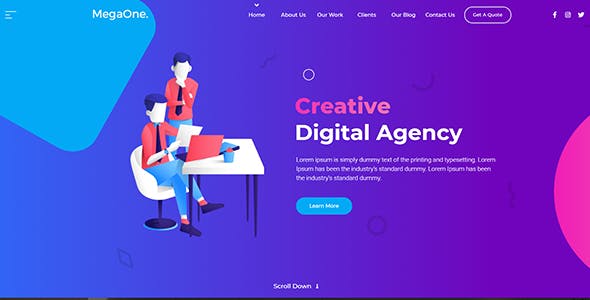 MegaOne.
Home About Us Our Work Clients Our Blog Contact Us Get A Quote
Creative
Digital Agency
Lorem ipsum is simply dummy text of the printing and typesetting. Lorem
Ipsum has been the industry's standard dummy. Lorem Ipsum has been
the industry's standard dummy.
Learn More
Scroll Down